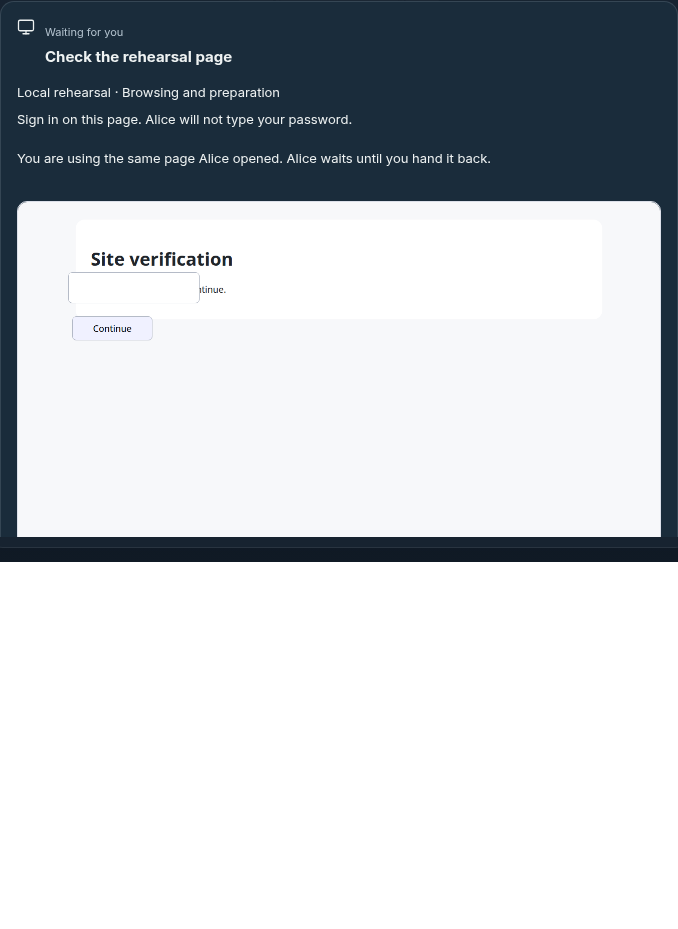 Waiting for you
Check the rehearsal page
Local rehearsal · Browsing and preparation
Sign in on this page. Alice will not type your password.
You are using the same page Alice opened. Alice waits until you hand it back.
Site verification
Continue